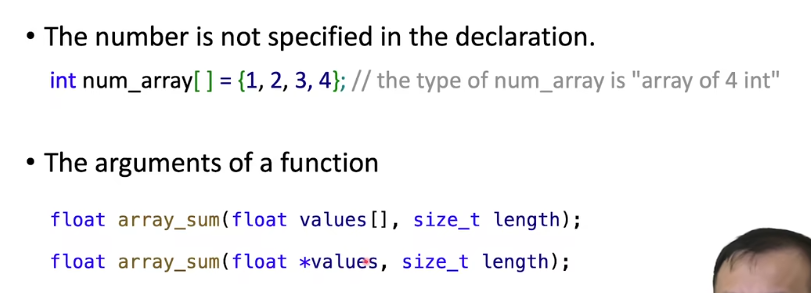 • The number is not specified in the declaration.
int num_array[ ] = {1, 2, 3, 4}; // the type of num_array is "array of 4 int"
• The arguments of a function
float array_sum(float values[], size_t length);
float array_sum(float *values, size_t length);